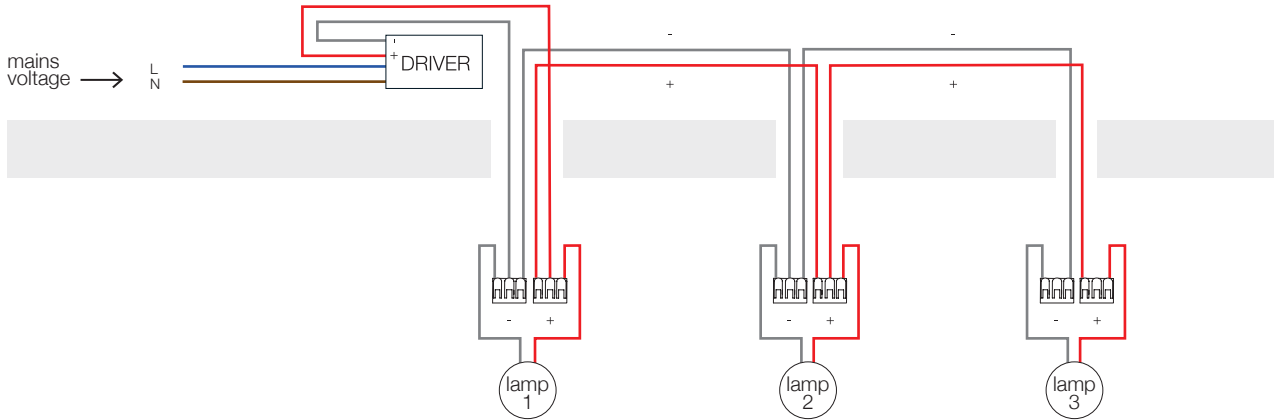 mains
voltage
L
N
-
+
DRIVER
-
+
-
+
-
+
-
+
-
+
lamp
1
lamp
2
lamp
3